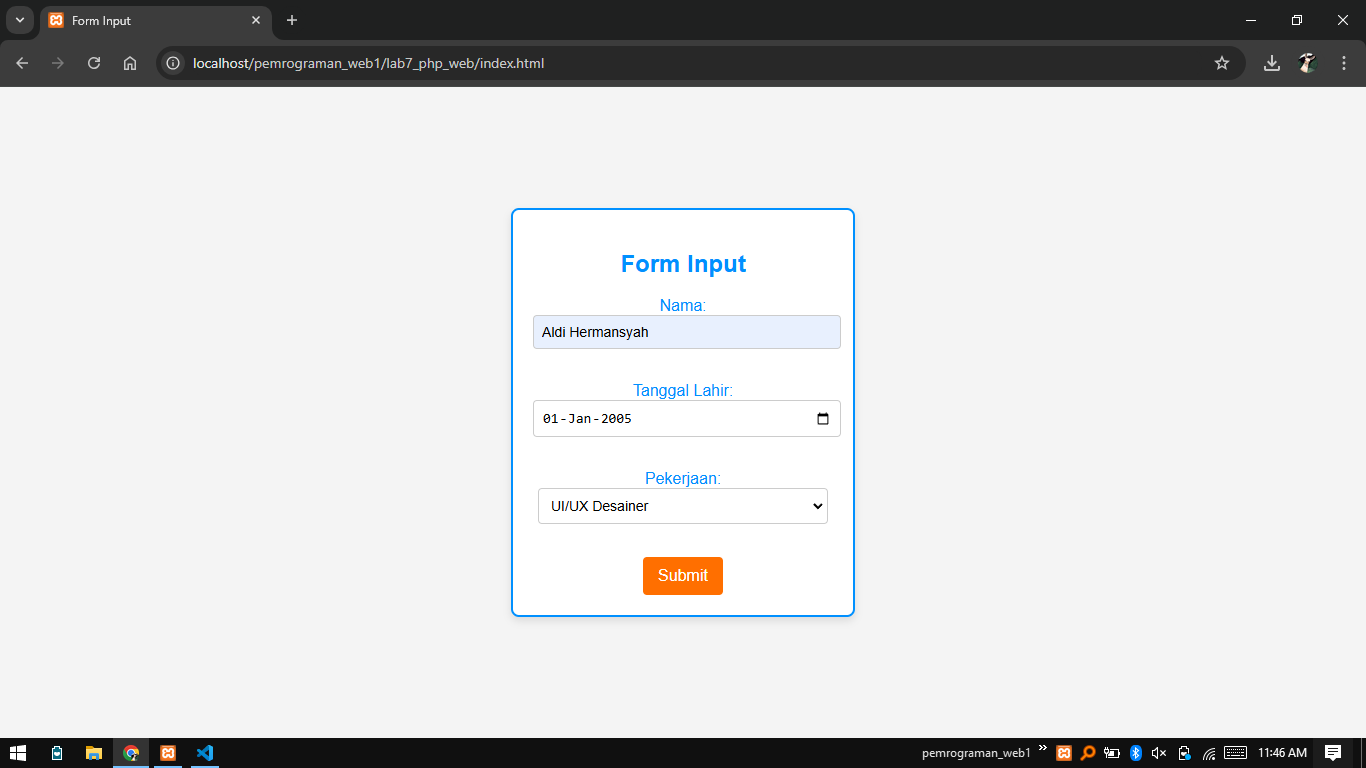 Form Input
localhost/pemrograman_web1/lab7_php_web/index.html
Form Input
Nama:
Aldi Hermansyah
Tanggal Lahir:
01-Jan-2005
Pekerjaan:
UI/UX Desainer
Submit
pemrograman_web1
11:46 AM